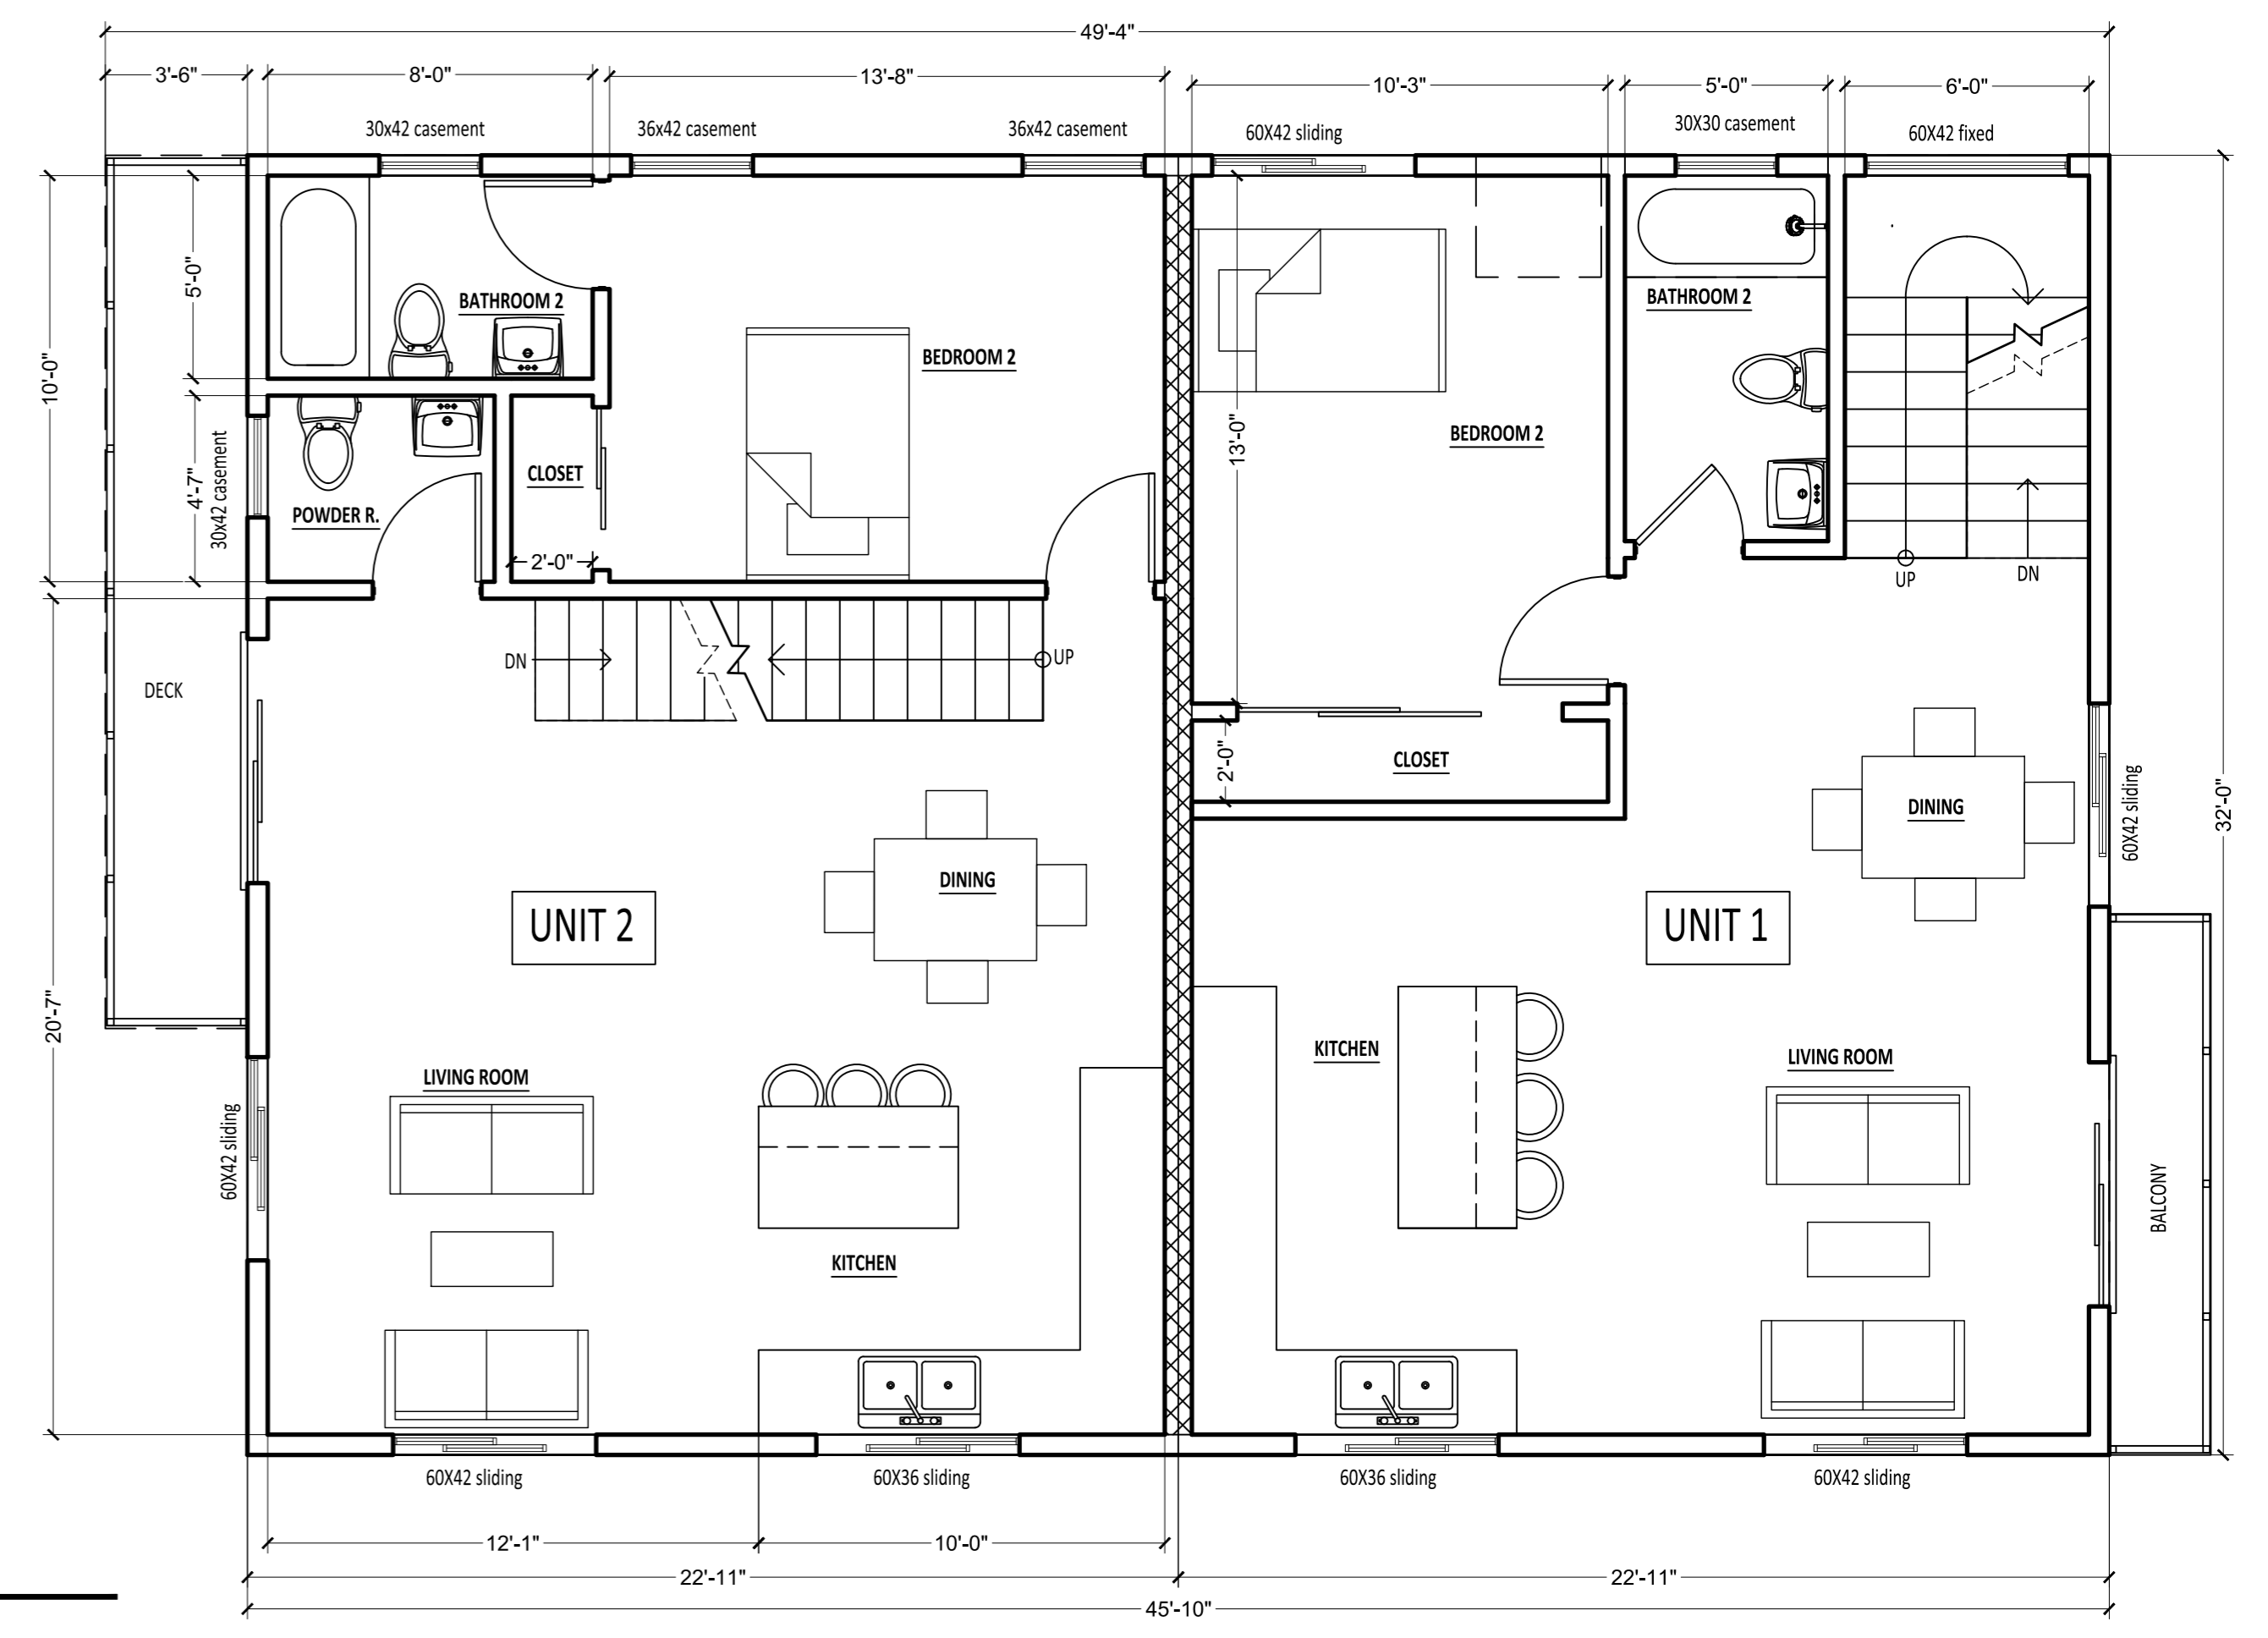 49'-4"
3'-6"
8'-0"
13'-8"
10'-3"
5'-0"
6'-0"
30x42 casement
36x42 casement
36x42 casement
60X42 sliding
30X30 casement
60X42 fixed
5'-0"
BATHROOM 2
BATHROOM 2
10'-0"
BEDROOM 2
13'-0"
BEDROOM 2
CLOSET
4'-7"
30x42 casement
POWDER R.
2'-0"
UP
DN
DN
UP
DECK
2'-0"
CLOSET
DINING
60X42 sliding
32'-0"
DINING
UNIT 2
UNIT 1
20'-7"
KITCHEN
LIVING ROOM
LIVING ROOM
60X42 sliding
BALCONY
KITCHEN
60X42 sliding
60X36 sliding
60X36 sliding
60X42 sliding
12'-1"
10'-0"
22'-11"
22'-11"
45'-10"